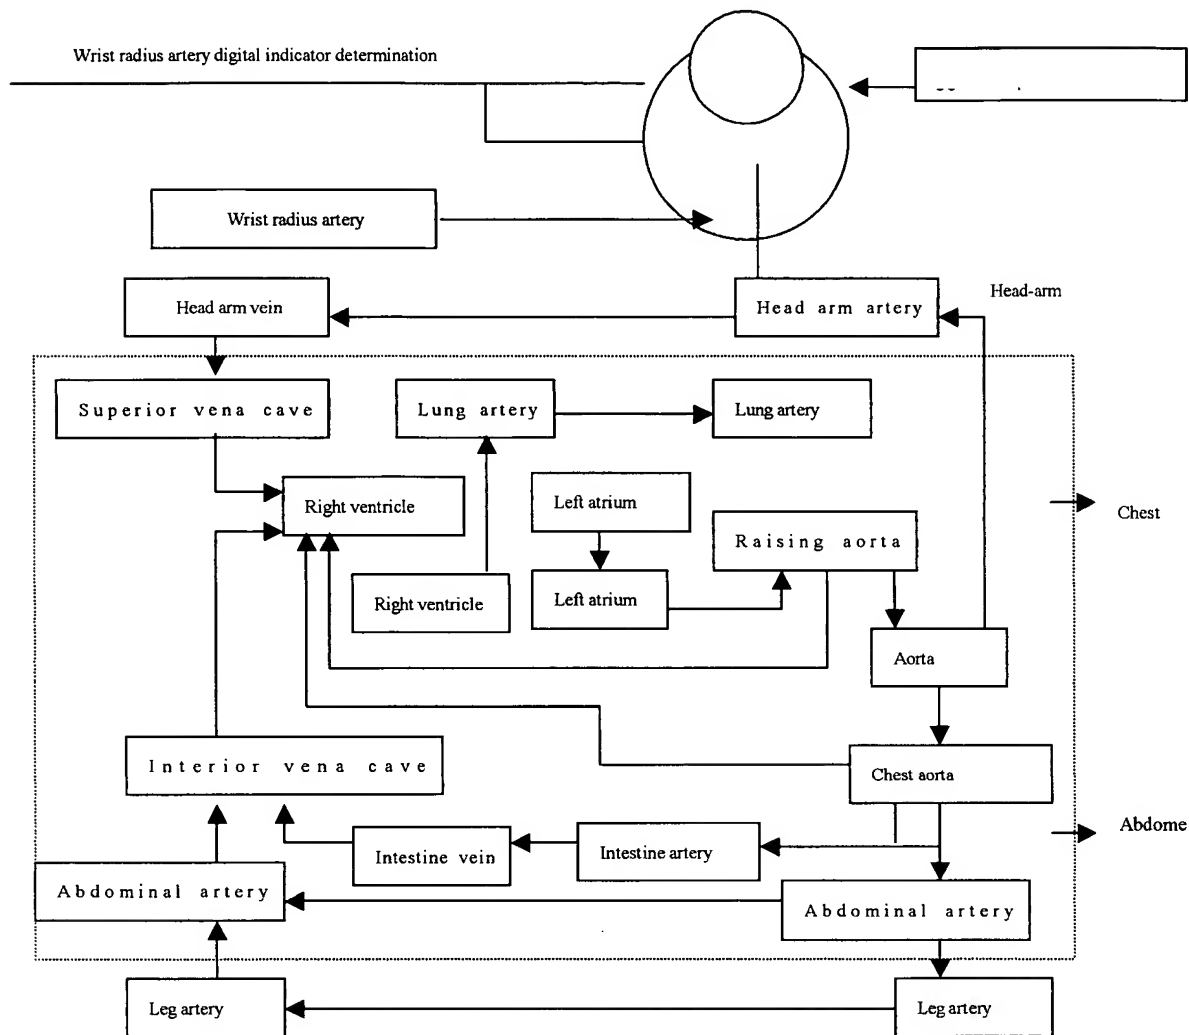 Wrist radius artery digital indicator determination
Wrist radius artery
Head arm vein
Head arm artery
Head-arm
Superior vena cave
Lung artery
Lung artery
Right ventricle
Left atrium
Raising aorta
Chest
Right ventricle
Left atrium
Aorta
Interior vena cave
Chest aorta
Abdome
Intestine vein
Intestine artery
Abdominal artery
Abdominal artery
Leg artery
Leg artery